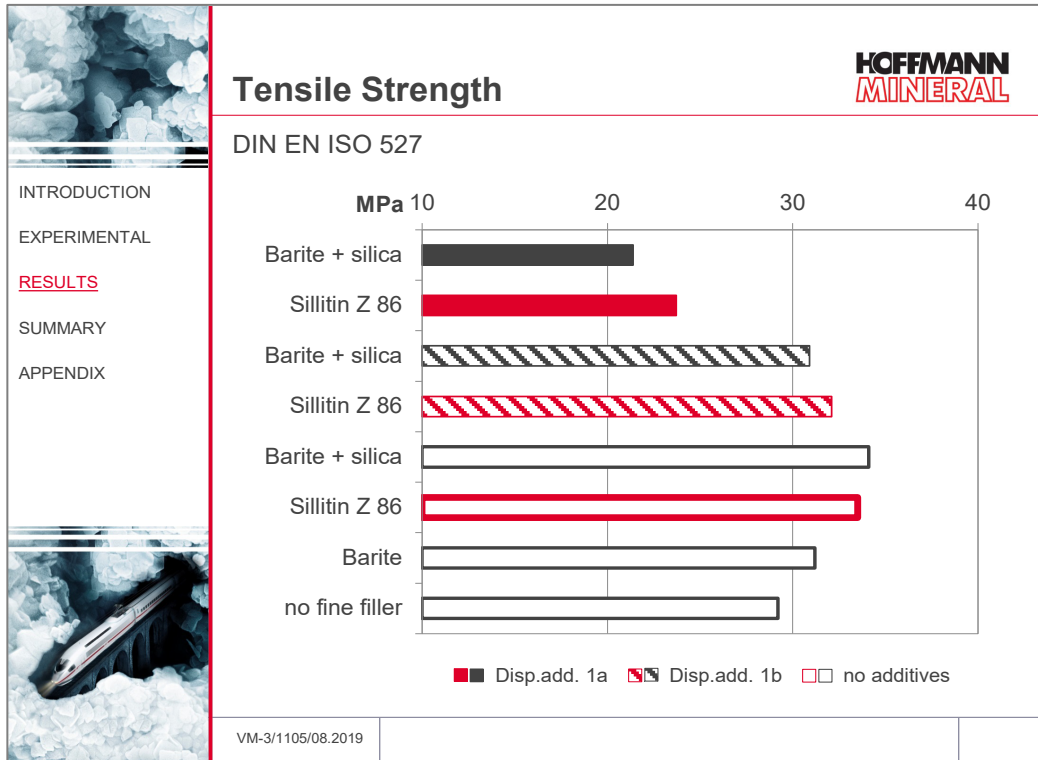 Tensile Strength
HOFFMANN
MINERAL
DIN EN ISO 527
INTRODUCTION
EXPERIMENTAL
RESULTS
SUMMARY
APPENDIX
MPa 10 20 30 40
Barite + silica
Sillitin Z 86
Barite + silica
Sillitin Z 86
Barite + silica
Sillitin Z 86
Barite
no fine filler
Disp.add. 1a Disp.add. 1b no additives
VM-3/1105/08.2019